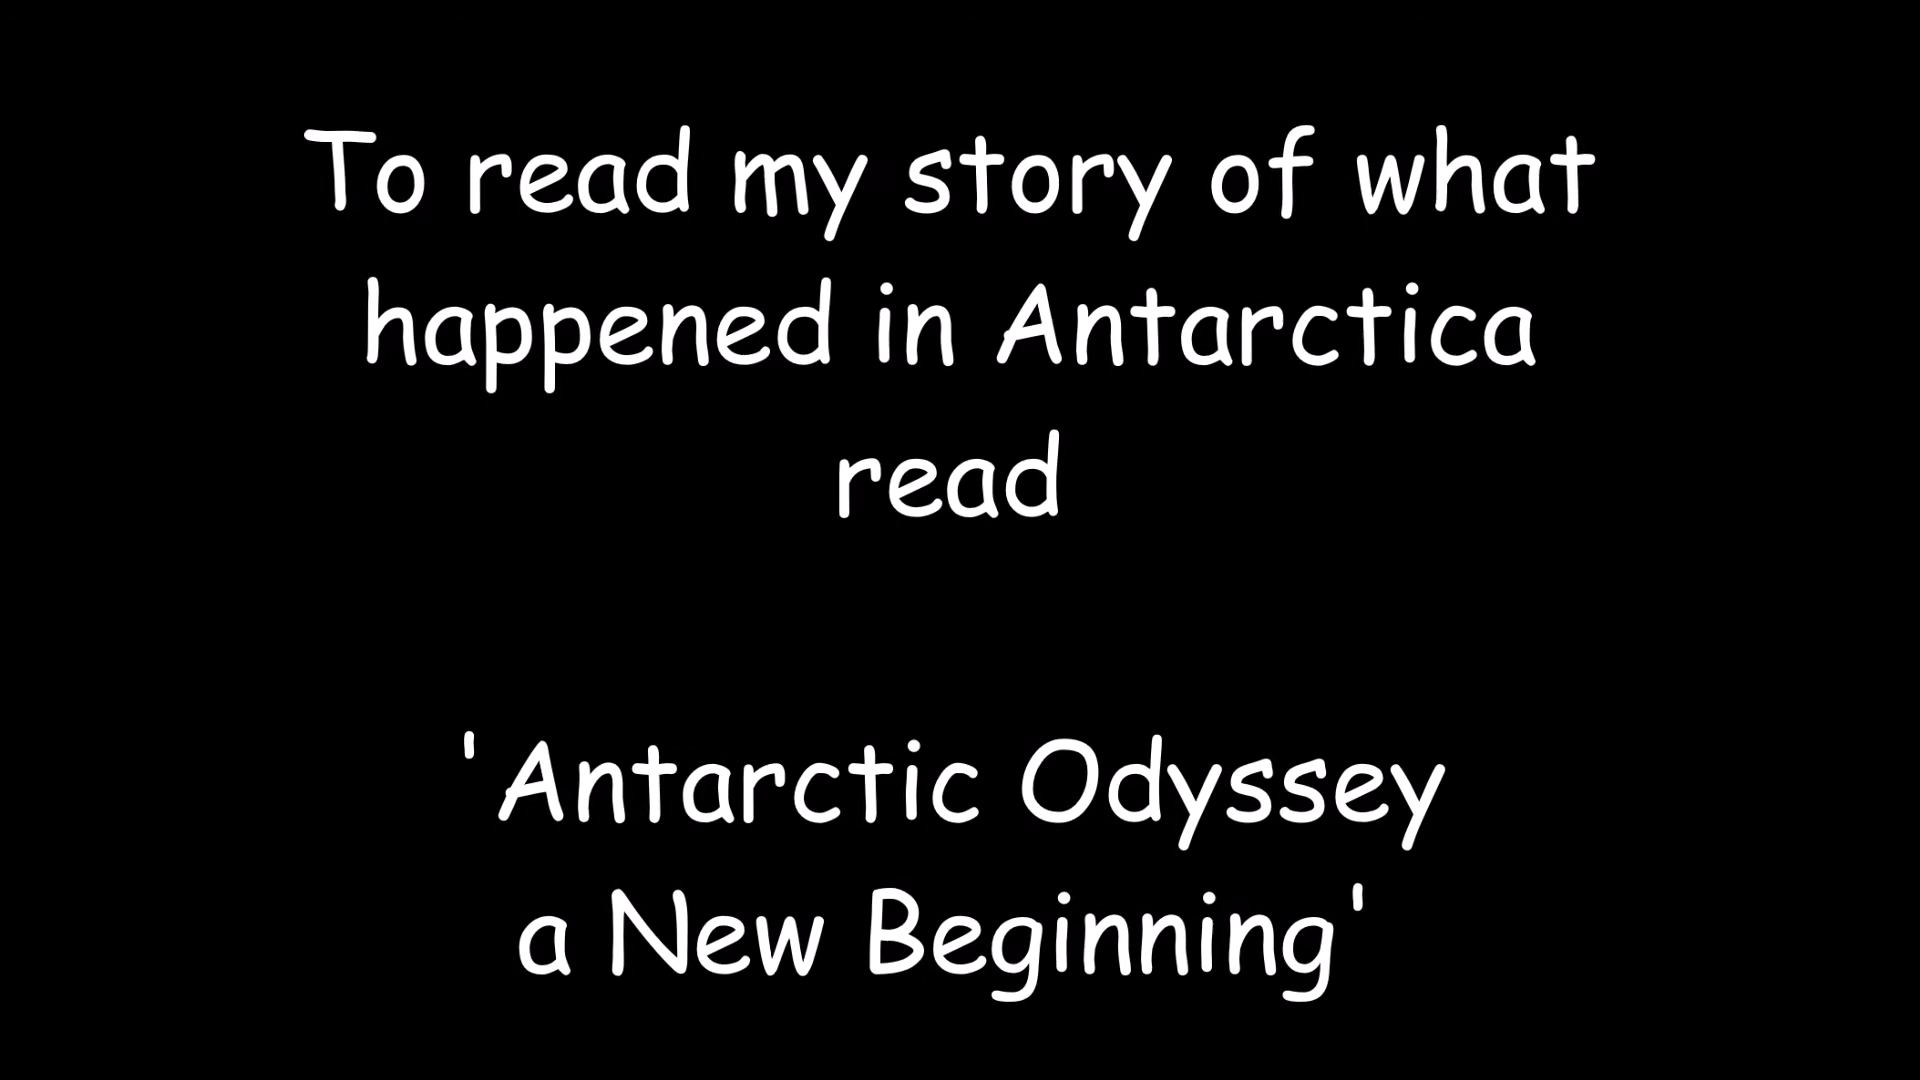 To read my story of what
happened in Antarctica
read
'Antarctic Odyssey
a New Beginning'